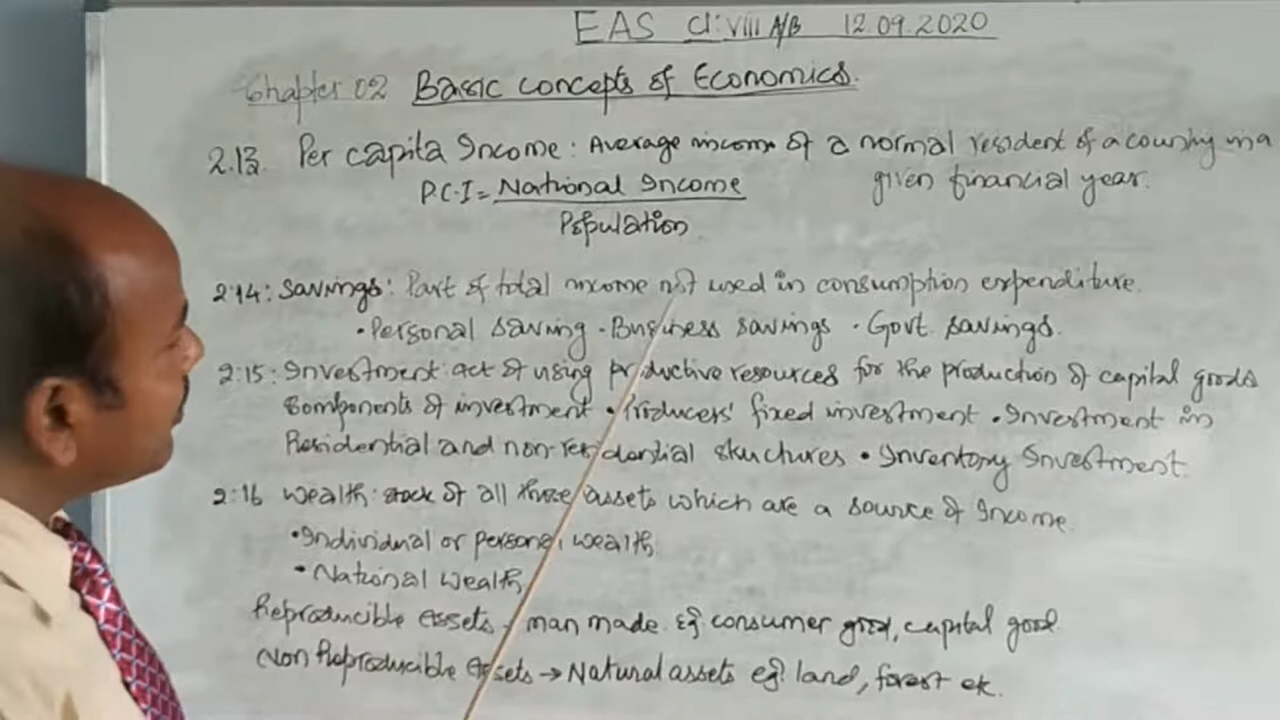 EAS Cl: VIII A/B 12.09.2020
Chapter 02 Basic concepts of Economics.
2.13. Per capita Income: Average income of a normal resident of a country in a
given financial year.
P.C.I = National Income
Population
2.14: Savings: Part of total income not used in consumption expenditure.
• Personal saving • Business savings • Govt. savings.
2.15: Investment: act of using productive resources for the production of capital goods
Components of investment • Producers' fixed investment • Investment in
Residential and non-residential structures • Inventory Investment.
2.16 Wealth: stock of all those assets which are a source of Income.
• Individual or personal wealth.
• National Wealth
Reproducible Assets → man made. Eg consumer good, capital good
Non Reproducible Assets → Natural assets eg: land, forest etc.